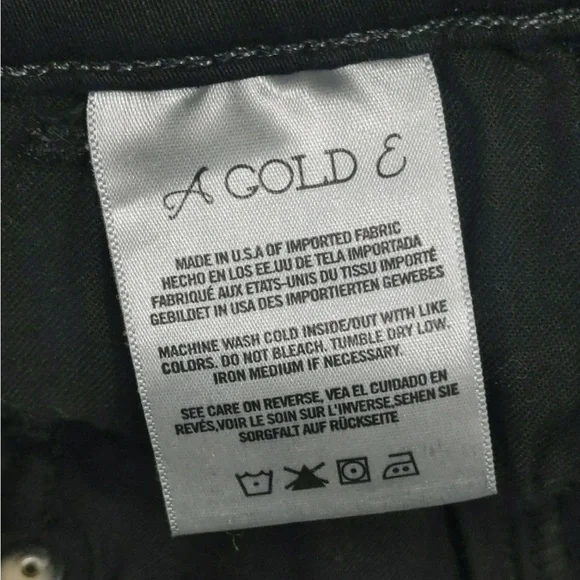 A GOLD E
MADE IN U.S.A OF IMPORTED FABRIC
HECHO EN LOS EE.UU DE TELA IMPORTADA
FABRIQUÉ AUX ETATS-UNIS DU TISSU IMPORTÉ
GEBILDET IN USA DES IMPORTIERTEN GEWEBES
MACHINE WASH COLD INSIDE/OUT WITH LIKE
COLORS. DO NOT BLEACH. TUMBLE DRY LOW.
IRON MEDIUM IF NECESSARY.
SEE CARE ON REVERSE, VEA EL CUIDADO EN
REVÉS,VOIR LE SOIN SUR L'INVERSE,SEHEN SIE
SORGFALT AUF RÜCKSEITE